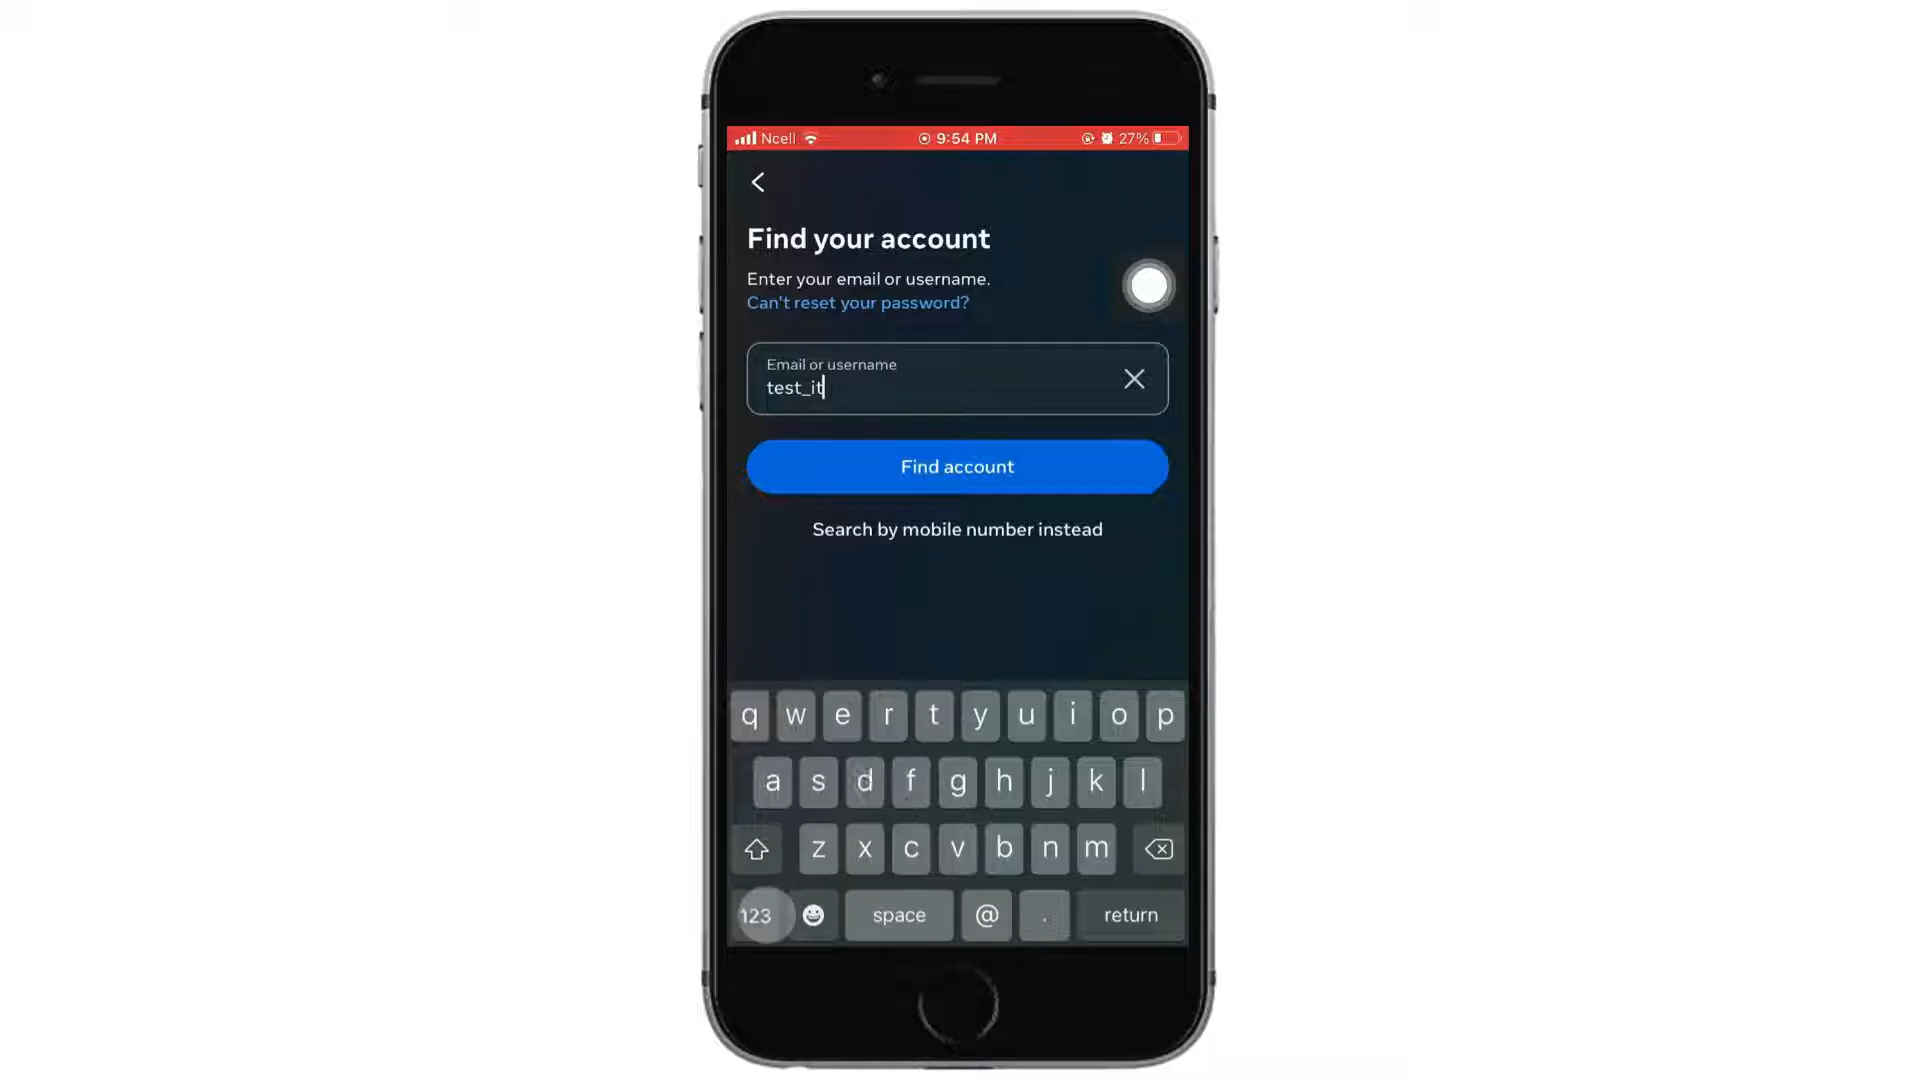 Ncell 9:54 PM 27%
Find your account
Enter your email or username.
Can't reset your password?
Email or username
test_it
Find account
Search by mobile number instead
q w e r t y u i o p
a s d f g h j k l
z x c v b n m
123 space @ . return